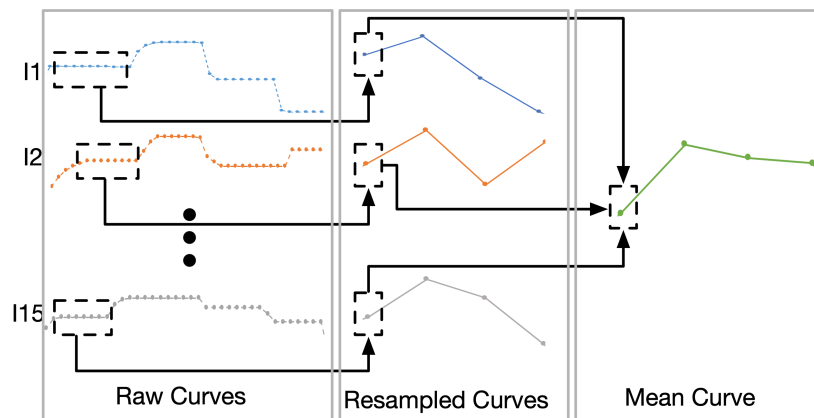 I1
I2
I15
Raw Curves
Resampled Curves
Mean Curve